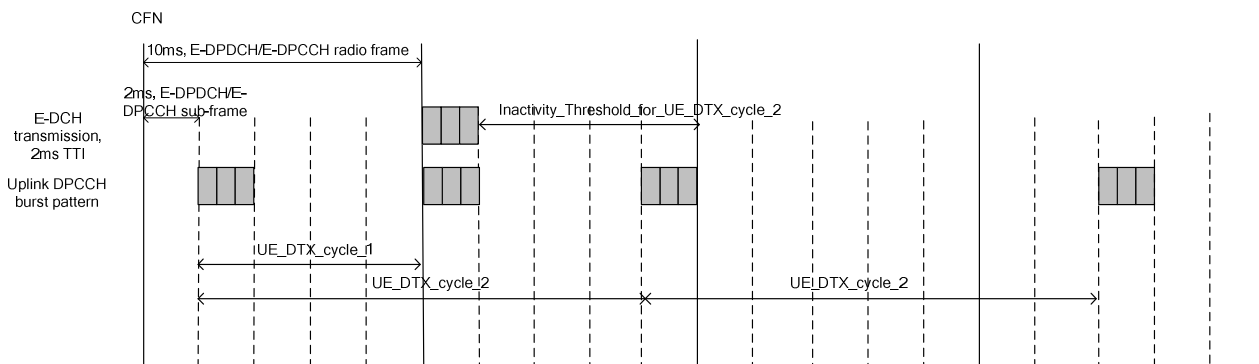 CFN
10ms, E-DPDCH/E-DPCCH radio frame
2ms, E-DPDCH/E-
DPCCH sub-frame
E-DCH
transmission,
2ms TTI
Inactivity_Threshold_for_UE_DTX_cycle_2
Uplink DPCCH
burst pattern
UE_DTX_cycle_1
UE_DTX_cycle_2
UE_DTX_cycle_2